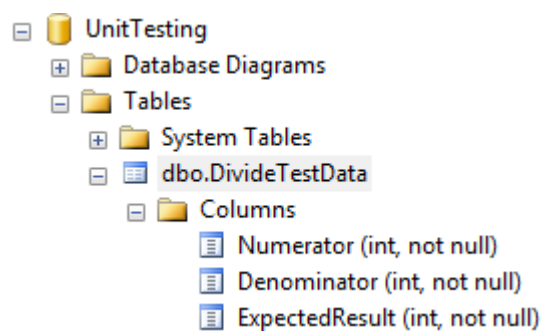 UnitTesting
Database Diagrams
Tables
System Tables
dbo.DivideTestData
Columns
Numerator (int, not null)
Denominator (int, not null)
ExpectedResult (int, not null)